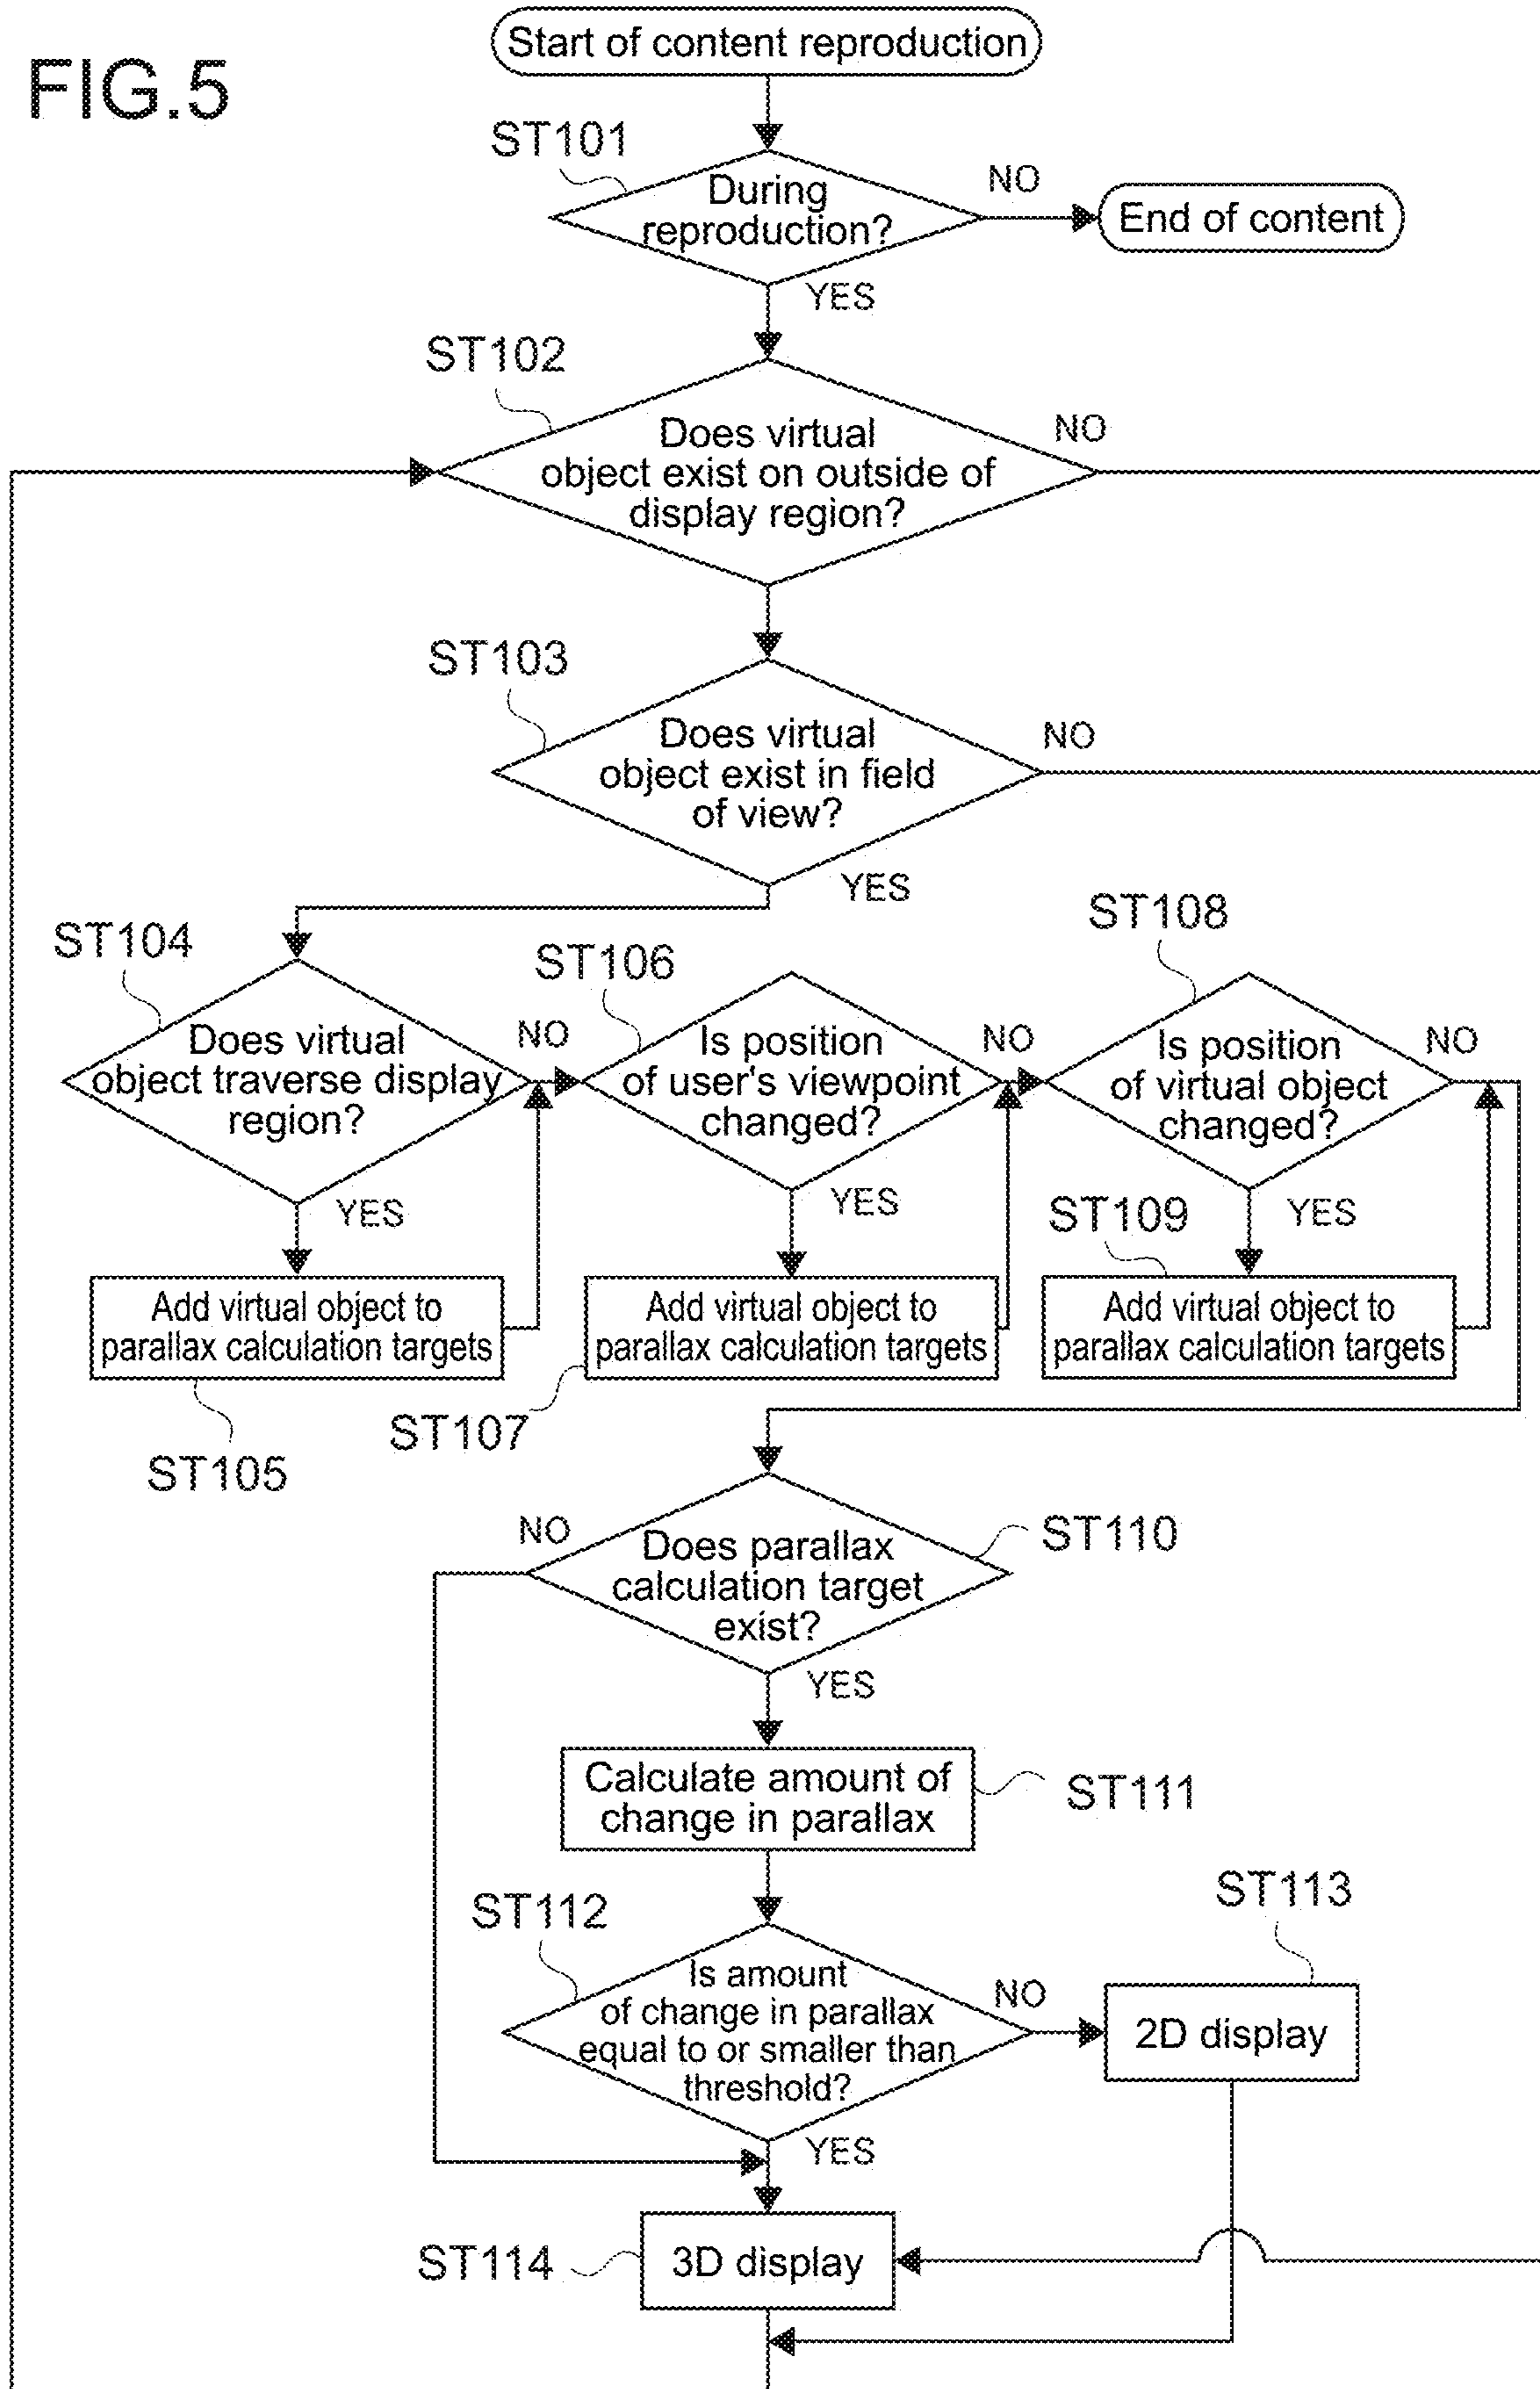 FIG.5
Start of content reproduction
ST101
During
reproduction?
NO
End of content
YES
ST102
Does virtual
object exist on outside of
display region?
NO
ST103
Does virtual
object exist in field
of view?
NO
YES
ST104
Does virtual
object traverse display
region?
NO
YES
ST106
Is position
of user's viewpoint
changed?
NO
YES
ST108
Is position
of virtual object
changed?
NO
YES
Add virtual object to
parallax calculation targets
ST105
Add virtual object to
parallax calculation targets
ST107
ST109
Add virtual object to
parallax calculation targets
NO
Does parallax
calculation target
exist?
ST110
YES
Calculate amount of
change in parallax
ST111
ST112
Is amount
of change in parallax
equal to or smaller than
threshold?
NO
ST113
2D display
YES
ST114
3D display